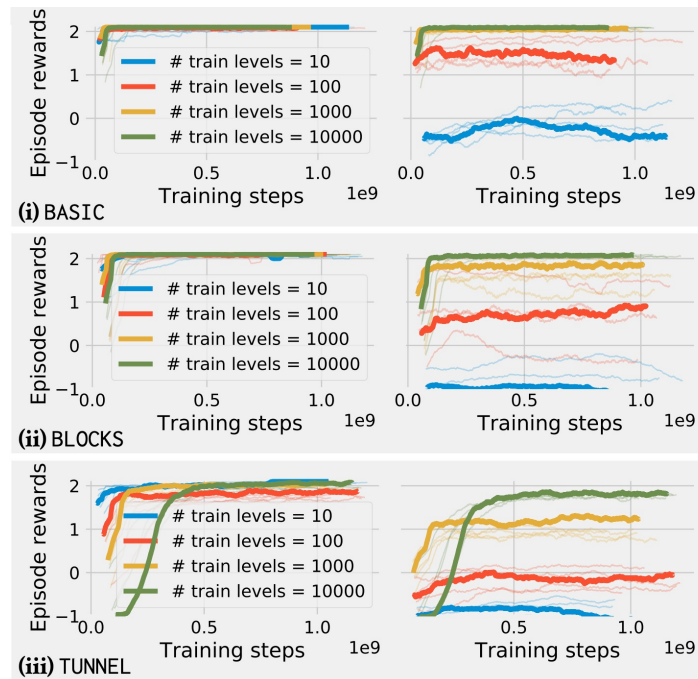 Episode rewards
2
1
0
−1
# train levels = 10
# train levels = 100
# train levels = 1000
# train levels = 10000
0.0 0.5 1.0
Training steps 1e9
0.0 0.5 1.0
Training steps 1e9
(i) BASIC
Episode rewards
2
1
0
−1
# train levels = 10
# train levels = 100
# train levels = 1000
# train levels = 10000
0.0 0.5 1.0
Training steps 1e9
0.0 0.5 1.0
Training steps 1e9
(ii) BLOCKS
Episode rewards
2
1
0
−1
# train levels = 10
# train levels = 100
# train levels = 1000
# train levels = 10000
0.0 0.5 1.0
Training steps 1e9
0.5 1.0
Training steps 1e9
(iii) TUNNEL